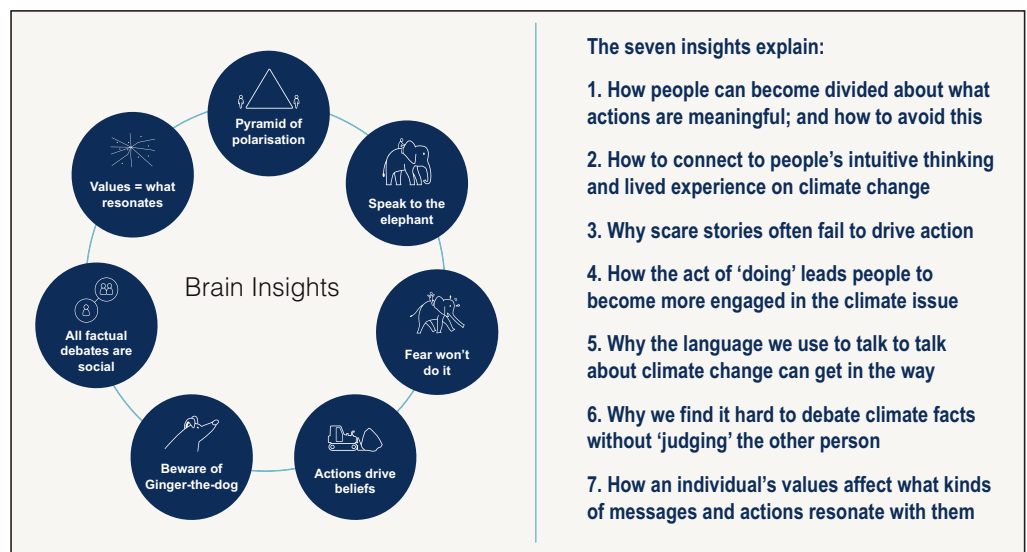 Pyramid of
polarisation
Speak to the
elephant
Fear won't
do it
Actions drive
beliefs
Beware of
Ginger-the-dog
All factual
debates are
social
Values = what
resonates
Brain Insights
The seven insights explain:
1. How people can become divided about what
actions are meaningful; and how to avoid this
2. How to connect to people's intuitive thinking
and lived experience on climate change
3. Why scare stories often fail to drive action
4. How the act of 'doing' leads people to
become more engaged in the climate issue
5. Why the language we use to talk to talk
about climate change can get in the way
6. Why we find it hard to debate climate facts
without 'judging' the other person
7. How an individual's values affect what kinds
of messages and actions resonate with them